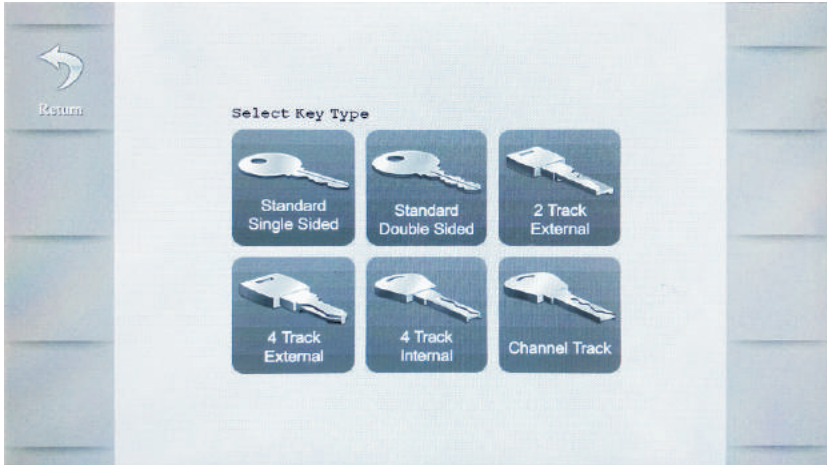 Return
Select Key Type
Standard
Single Sided
Standard
Double Sided
2 Track
External
4 Track
External
4 Track
Internal
Channel Track